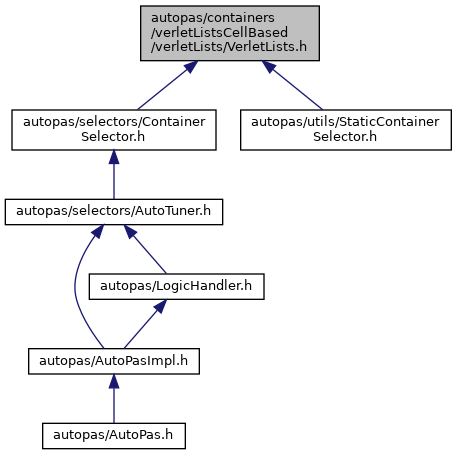 autopas/containers
/verletListsCellBased
/verletLists/VerletLists.h
autopas/selectors/Container
Selector.h
autopas/utils/StaticContainer
Selector.h
autopas/selectors/AutoTuner.h
autopas/LogicHandler.h
autopas/AutoPasImpl.h
autopas/AutoPas.h